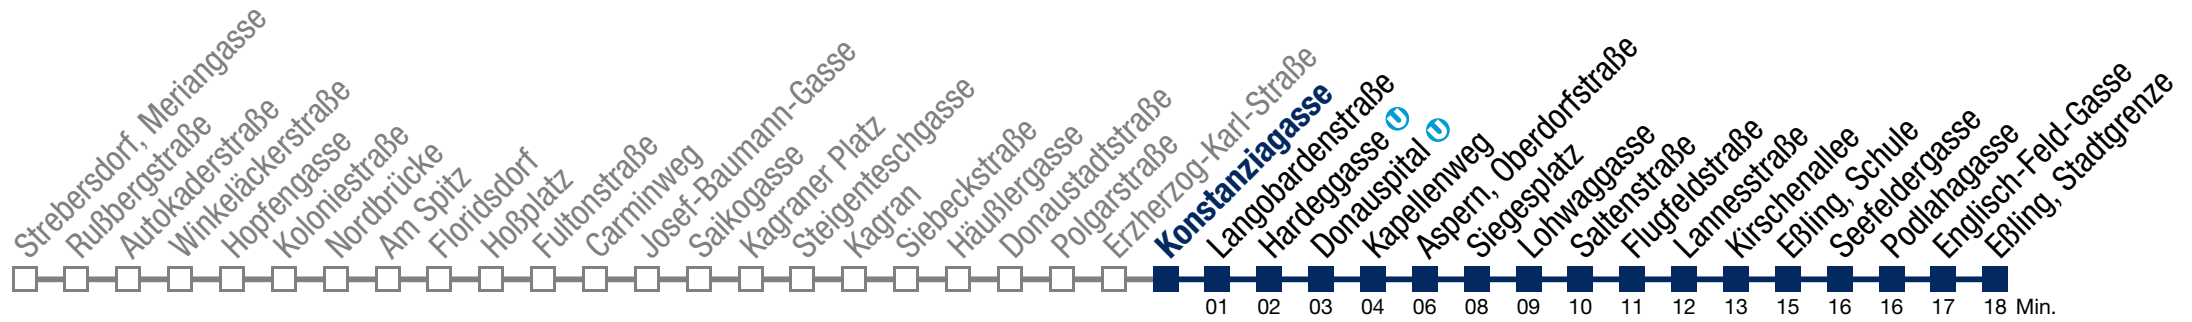 Strebersdorf, Meriangasse
Rußbergstraße
Autokaderstraße
Winkeläckerstraße
Hopfengasse
Koloniestraße
Nordbrücke
Am Spitz
Floridsdorf
Hoßplatz
Fultonstraße
Carminweg
Josef-Baumann-Gasse
Saikogasse
Kagraner Platz
Steigenteschgasse
Kagran
Siebeckstraße
Häußlergasse
Donaustadtstraße
Polgarstraße
Erzherzog-Karl-Straße
Konstanziagasse
Langobardenstraße
Hardeggasse U
Donauspital U
Kapellenweg
Aspern, Oberdorfstraße
Siegesplatz
Lohwaggasse
Saltenstraße
Flugfeldstraße
Lannesstraße
Kirschenallee
Eßling, Schule
Seefeldergasse
Podlahagasse
Englisch-Feld-Gasse
Eßling, Stadtgrenze
01 02 03 04 06 08 09 10 11 12 13 15 16 16 17 18 Min.